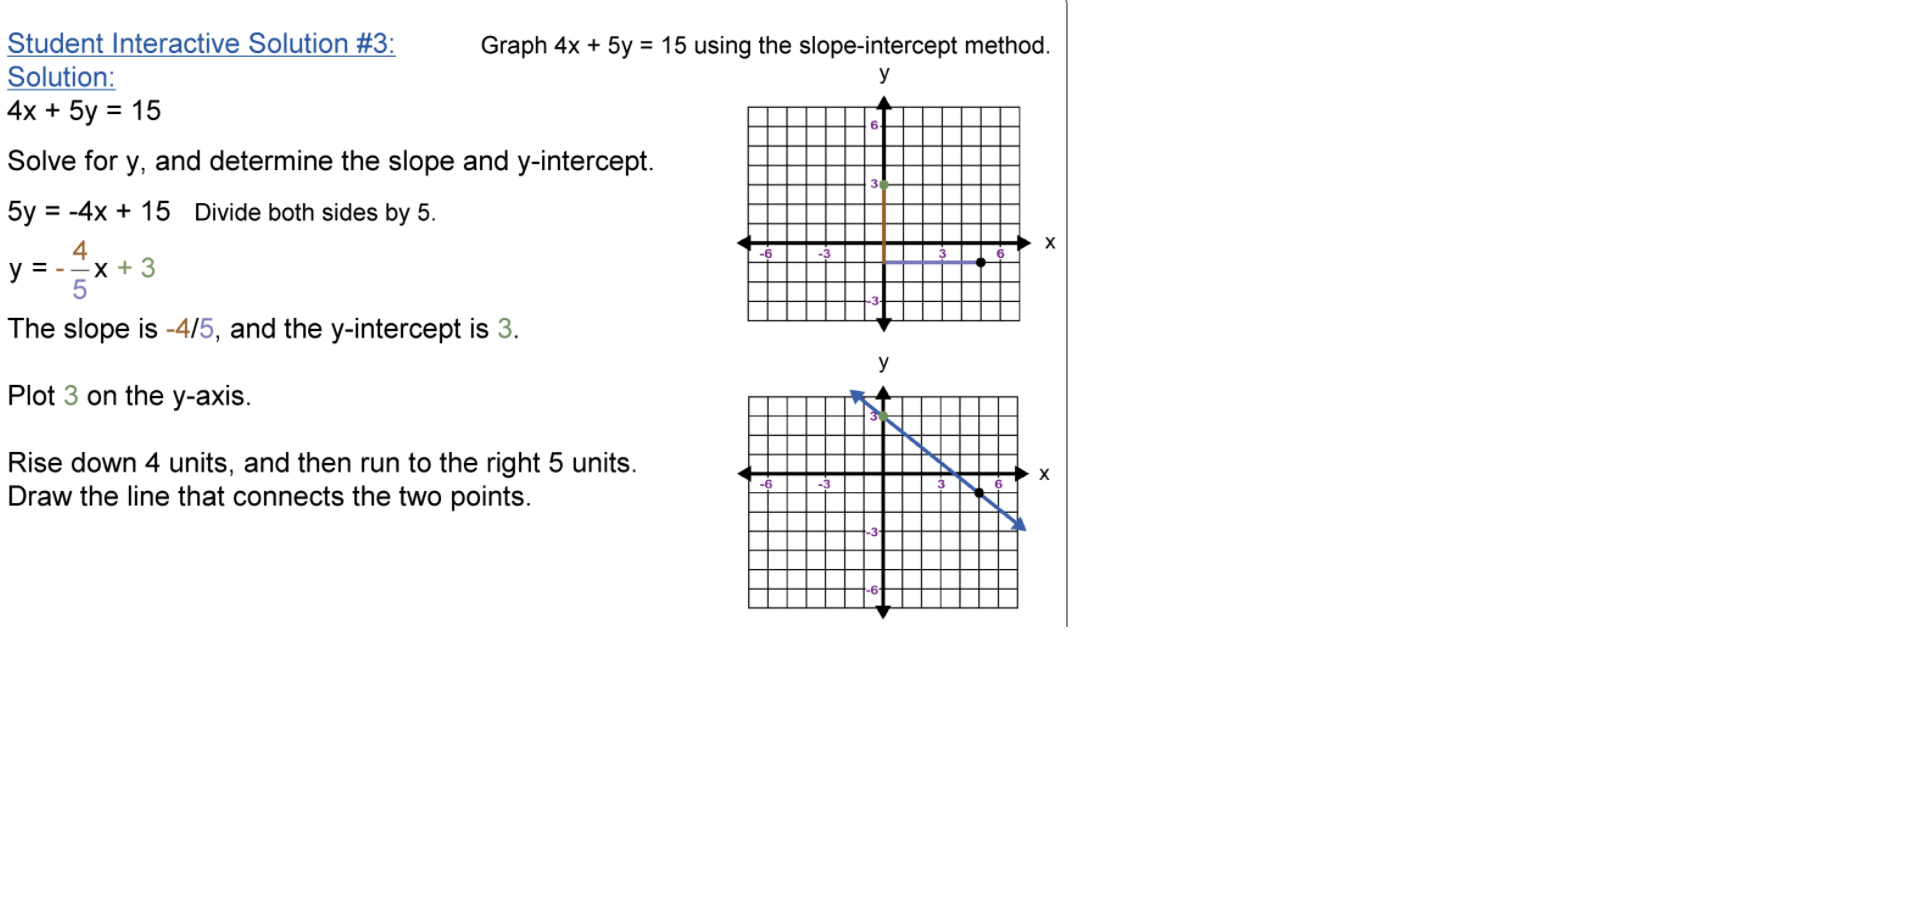 Student Interactive Solution #3:
Graph 4x + 5y = 15 using the slope-intercept method.
Solution:
4x + 5y = 15
Solve for y, and determine the slope and y-intercept.
5y = -4x + 15 Divide both sides by 5.
y = -4/5x + 3
The slope is -4/5, and the y-intercept is 3.
Plot 3 on the y-axis.
Rise down 4 units, and then run to the right 5 units.
Draw the line that connects the two points.
y
6
3
x
-6 -3 3 6
-3
y
3
x
-6 -3 3 6
-3
-6